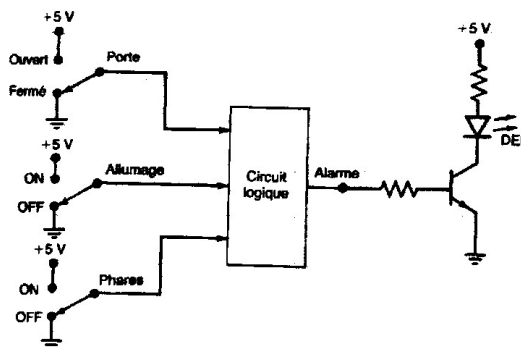 +5 V
Ouvert
Porte
Fermé
+5 V
ON
Allumage
OFF
+5 V
ON
Phares
OFF
Circuit
logique
Alarme
+5 V
DEL